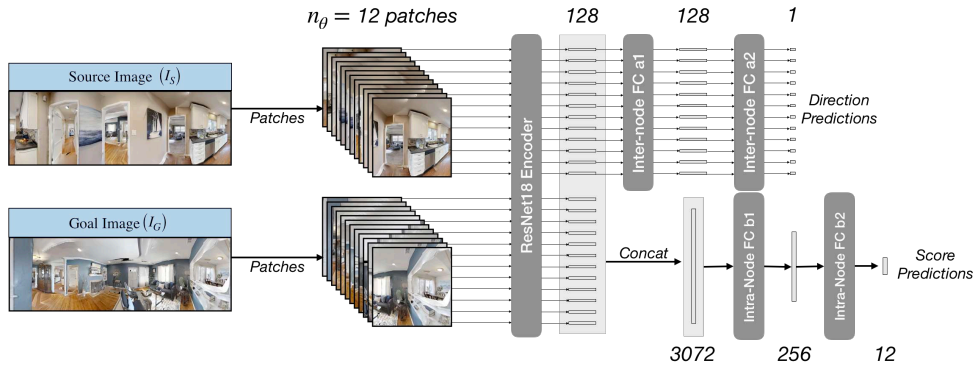 n_θ = 12 patches
128
128
1
Source Image (I_S)
Patches
ResNet18 Encoder
Inter-node FC a1
Inter-node FC a2
Direction
Predictions
Goal Image (I_G)
Patches
Concat
Intra-Node FC b1
Intra-Node FC b2
Score
Predictions
3072
256
12